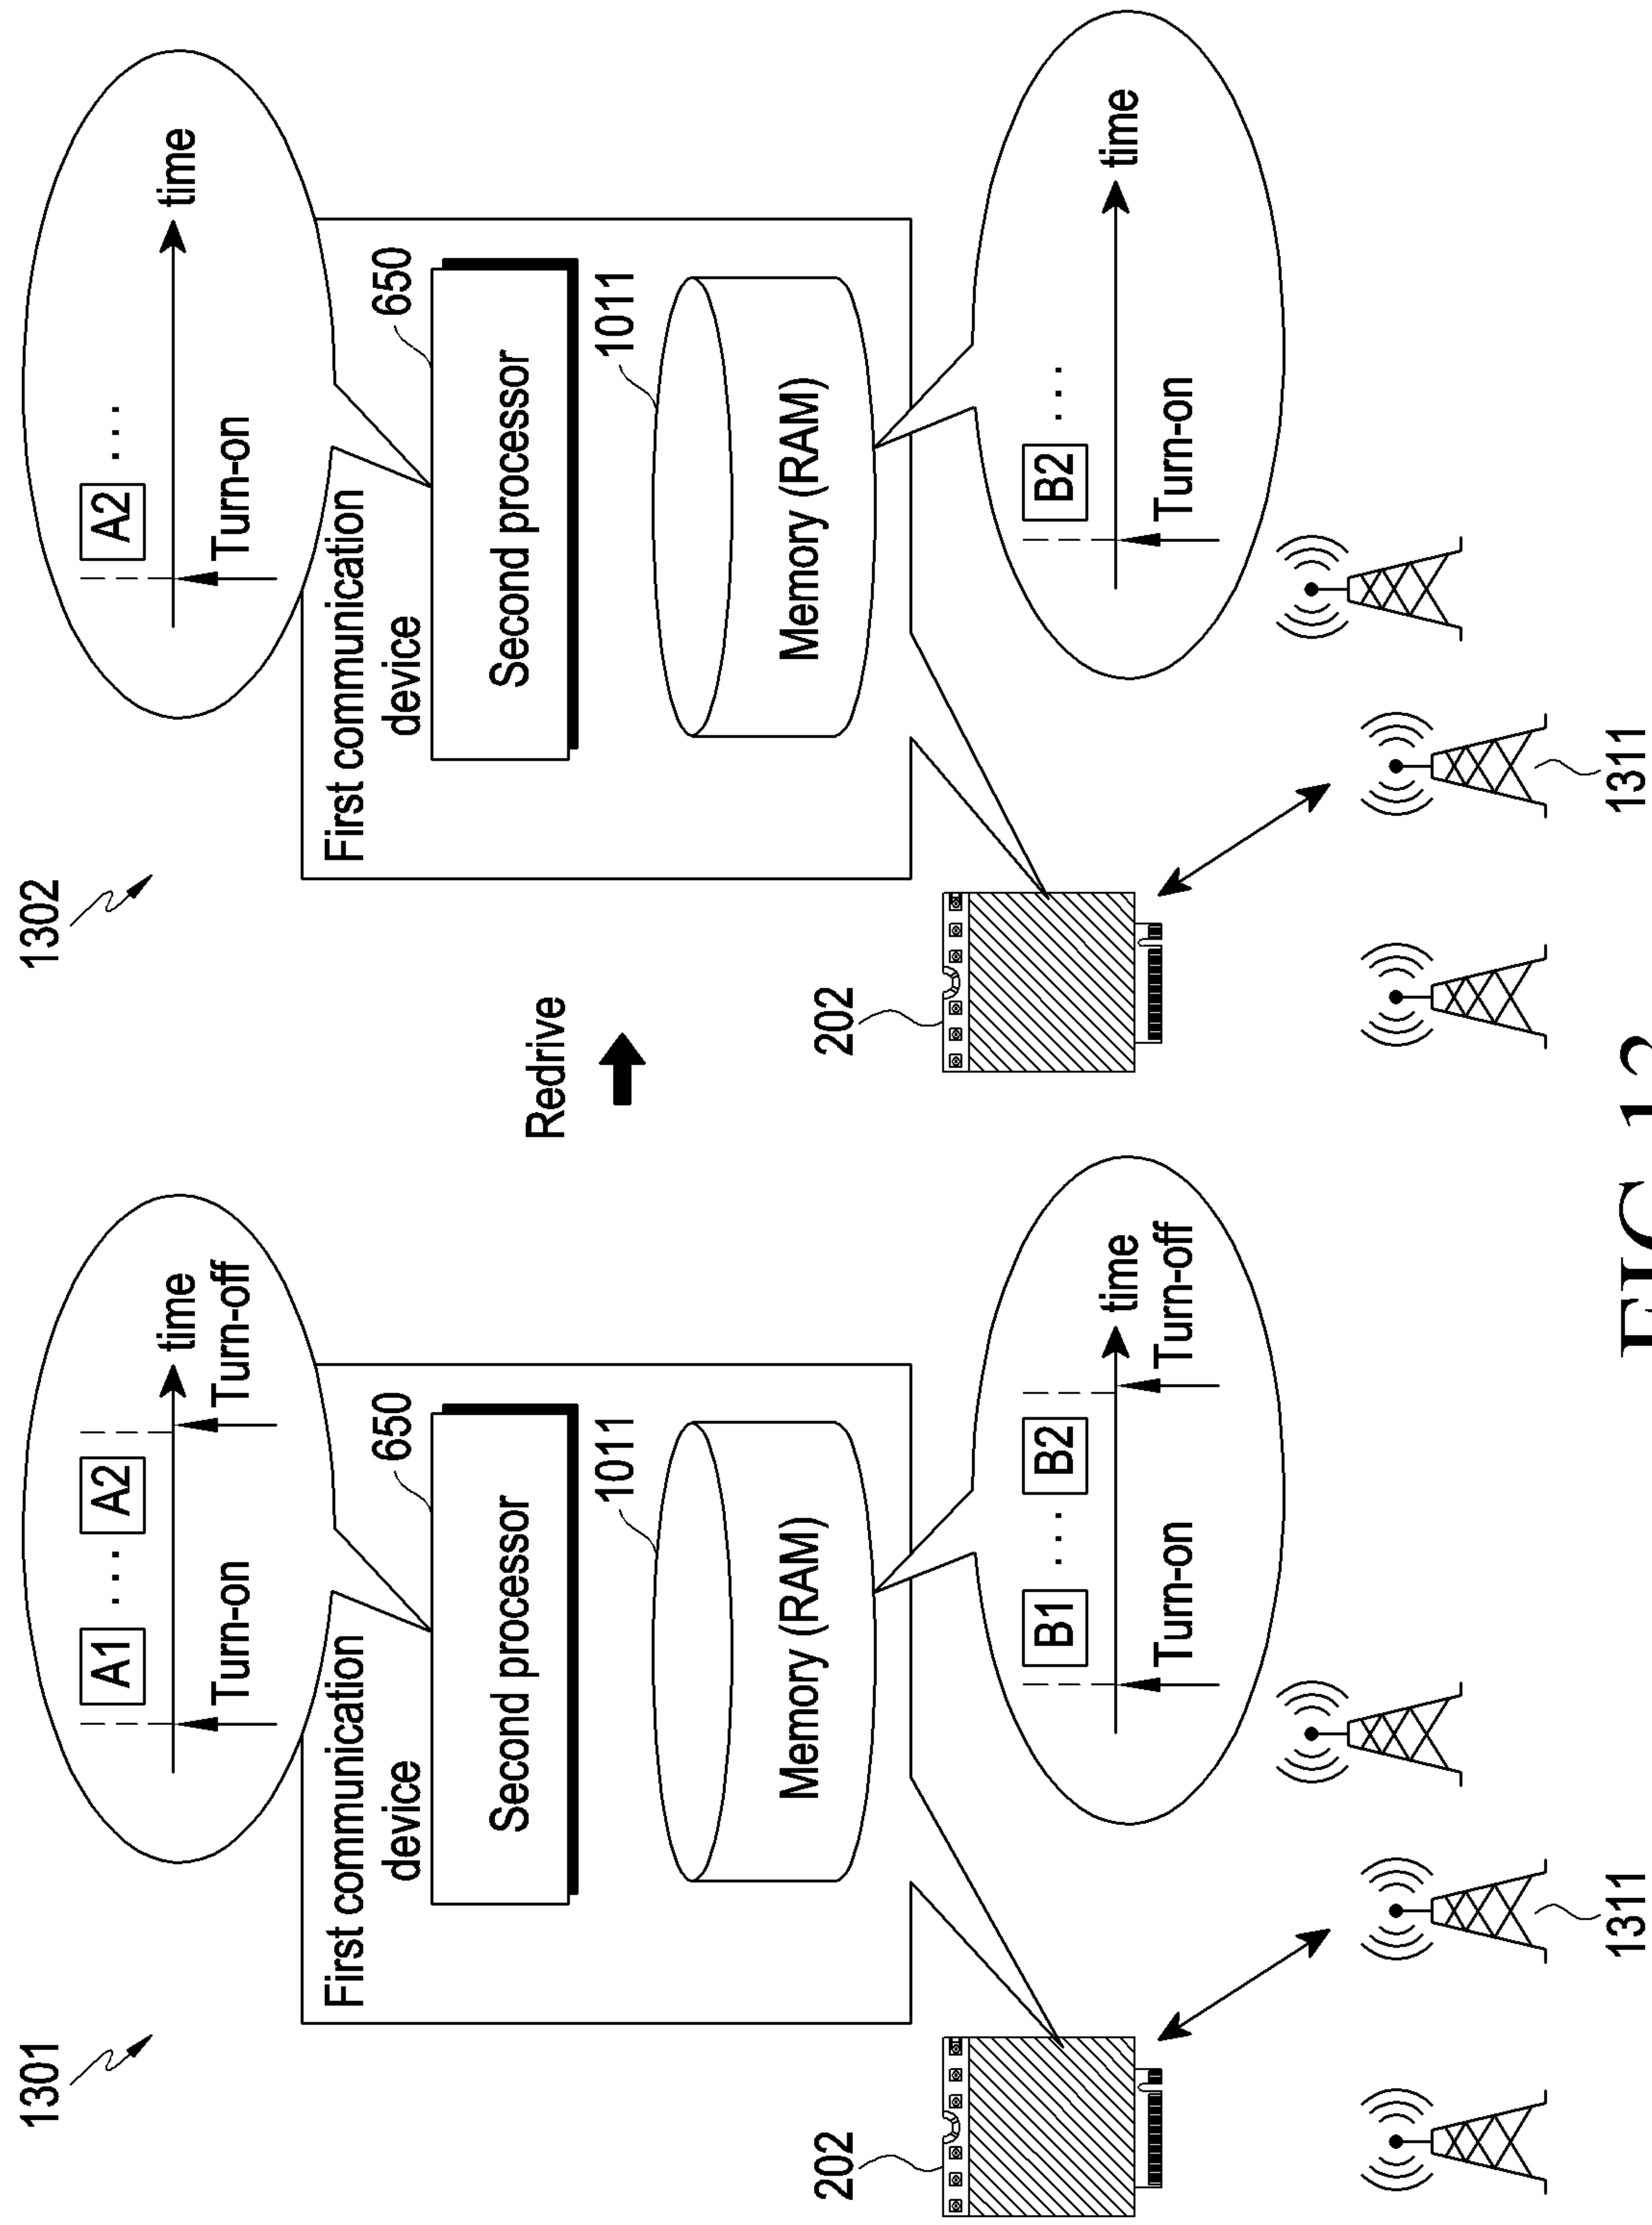 1301
A1 . . . A2
time
Turn-on
Turn-off
First communication
device
650
Second processor
1011
Memory (RAM)
B1 . . . B2
time
Turn-on
Turn-off
202
1311
Redrive
1302
A2 . . .
time
Turn-on
First communication
device
650
Second processor
1011
Memory (RAM)
B2 . . .
time
Turn-on
202
1311
FIG